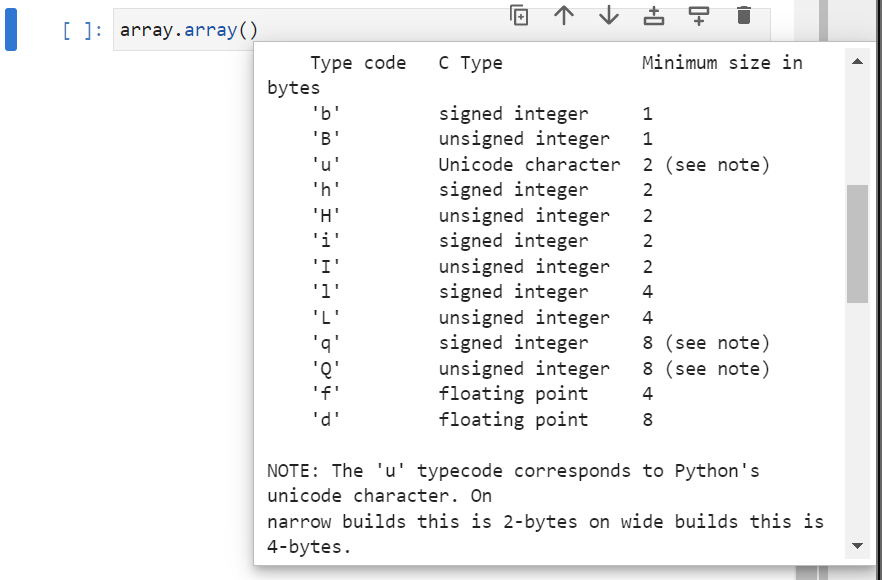 [ ]: array.array()
Type code   C Type             Minimum size in
bytes
'b'         signed integer     1
'B'         unsigned integer   1
'u'         Unicode character  2 (see note)
'h'         signed integer     2
'H'         unsigned integer   2
'i'         signed integer     2
'I'         unsigned integer   2
'l'         signed integer     4
'L'         unsigned integer   4
'q'         signed integer     8 (see note)
'Q'         unsigned integer   8 (see note)
'f'         floating point     4
'd'         floating point     8
NOTE: The 'u' typecode corresponds to Python's
unicode character. On
narrow builds this is 2-bytes on wide builds this is
4-bytes.